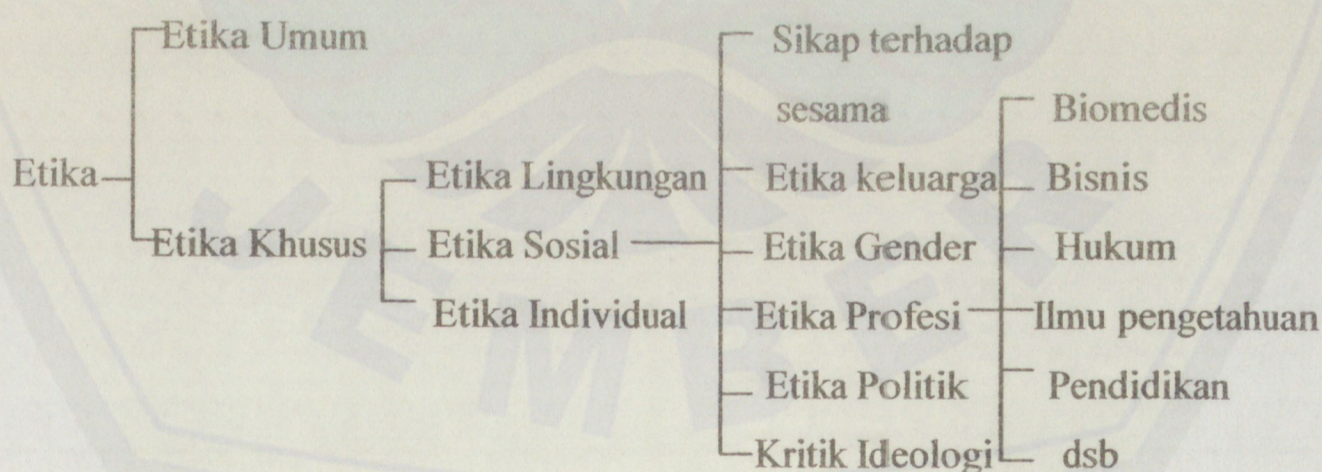 Etika Umum
Sikap terhadap
sesama
Biomedis
Etika
Etika Lingkungan
Etika keluarga
Bisnis
Etika Khusus
Etika Sosial
Etika Gender
Hukum
Etika Individual
Etika Profesi
Ilmu pengetahuan
Etika Politik
Pendidikan
Kritik Ideologi
dsb
JEMBER